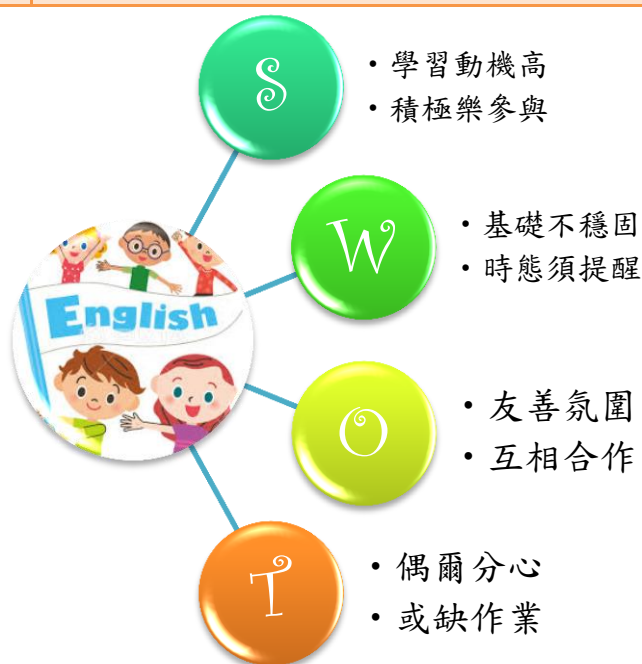 S
・學習動機高
・積極樂參與
W
・基礎不穩固
・時態須提醒
English
O
・友善氛圍
・互相合作
T
・偶爾分心
・或缺作業